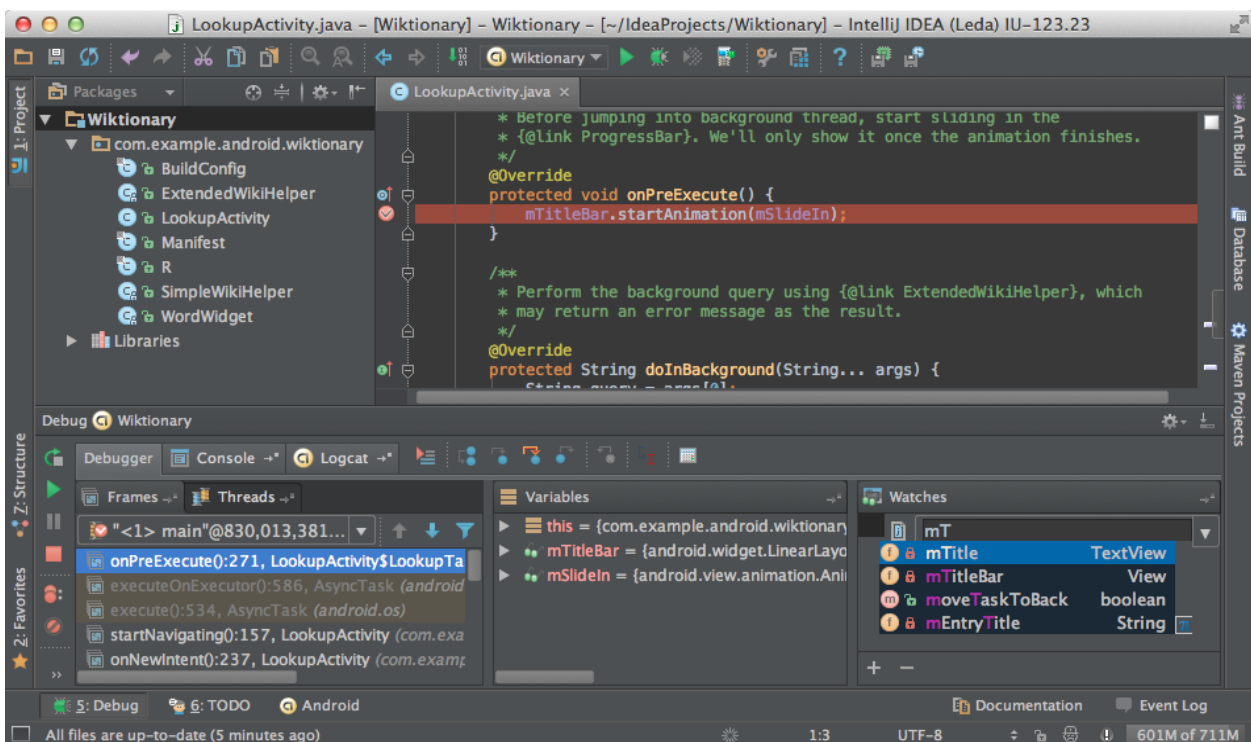 LookupActivity.java – [Wiktionary] – Wiktionary – [~/IdeaProjects/Wiktionary] – IntelliJ IDEA (Leda) IU-123.23
Wiktionary
1: Project
Packages
LookupActivity.java ×
Wiktionary
com.example.android.wiktionary
BuildConfig
ExtendedWikiHelper
LookupActivity
Manifest
R
SimpleWikiHelper
WordWidget
Libraries
* Before jumping into background thread, start sliding in the
* {@link ProgressBar}. We'll only show it once the animation finishes.
*/
@Override
protected void onPreExecute() {
mTitleBar.startAnimation(mSlideIn);
}
/**
* Perform the background query using {@link ExtendedWikiHelper}, which
* may return an error message as the result.
*/
@Override
protected String doInBackground(String... args) {
String query = args[0];
Ant Build
Database
Maven Projects
Debug Wiktionary
Z: Structure
2: Favorites
Debugger Console Logcat
Frames Threads
"<1> main"@830,013,381...
onPreExecute():271, LookupActivity$LookupTa
executeOnExecutor():586, AsyncTask (android
execute():534, AsyncTask (android.os)
startNavigating():157, LookupActivity (com.exa
onNewIntent():237, LookupActivity (com.examp
Variables
this = {com.example.android.wiktionary
mTitleBar = {android.widget.LinearLayo
mSlideIn = {android.view.animation.Ani
Watches
mT
mTitle TextView
mTitleBar View
moveTaskToBack boolean
mEntryTitle String
5: Debug 6: TODO Android Documentation Event Log
All files are up-to-date (5 minutes ago) 1:3 UTF-8 601M of 711M